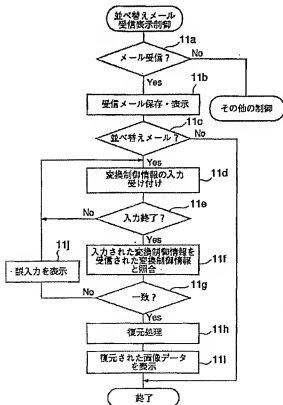 並べ替えメール
受信表示制御
11a
メール受信？
No
Yes
11b
受信メール保存・表示
その他の制御
11c
並べ替えメール？
No
Yes
変換制御情報の入力
受け付け
11d
11e
入力終了？
No
Yes
11j
誤入力を表示
入力された変換制御情報を
受信された変換制御情報
と照合
11f
11g
一致？
No
Yes
復元処理
11h
復元された画像データ
を表示
11i
終了